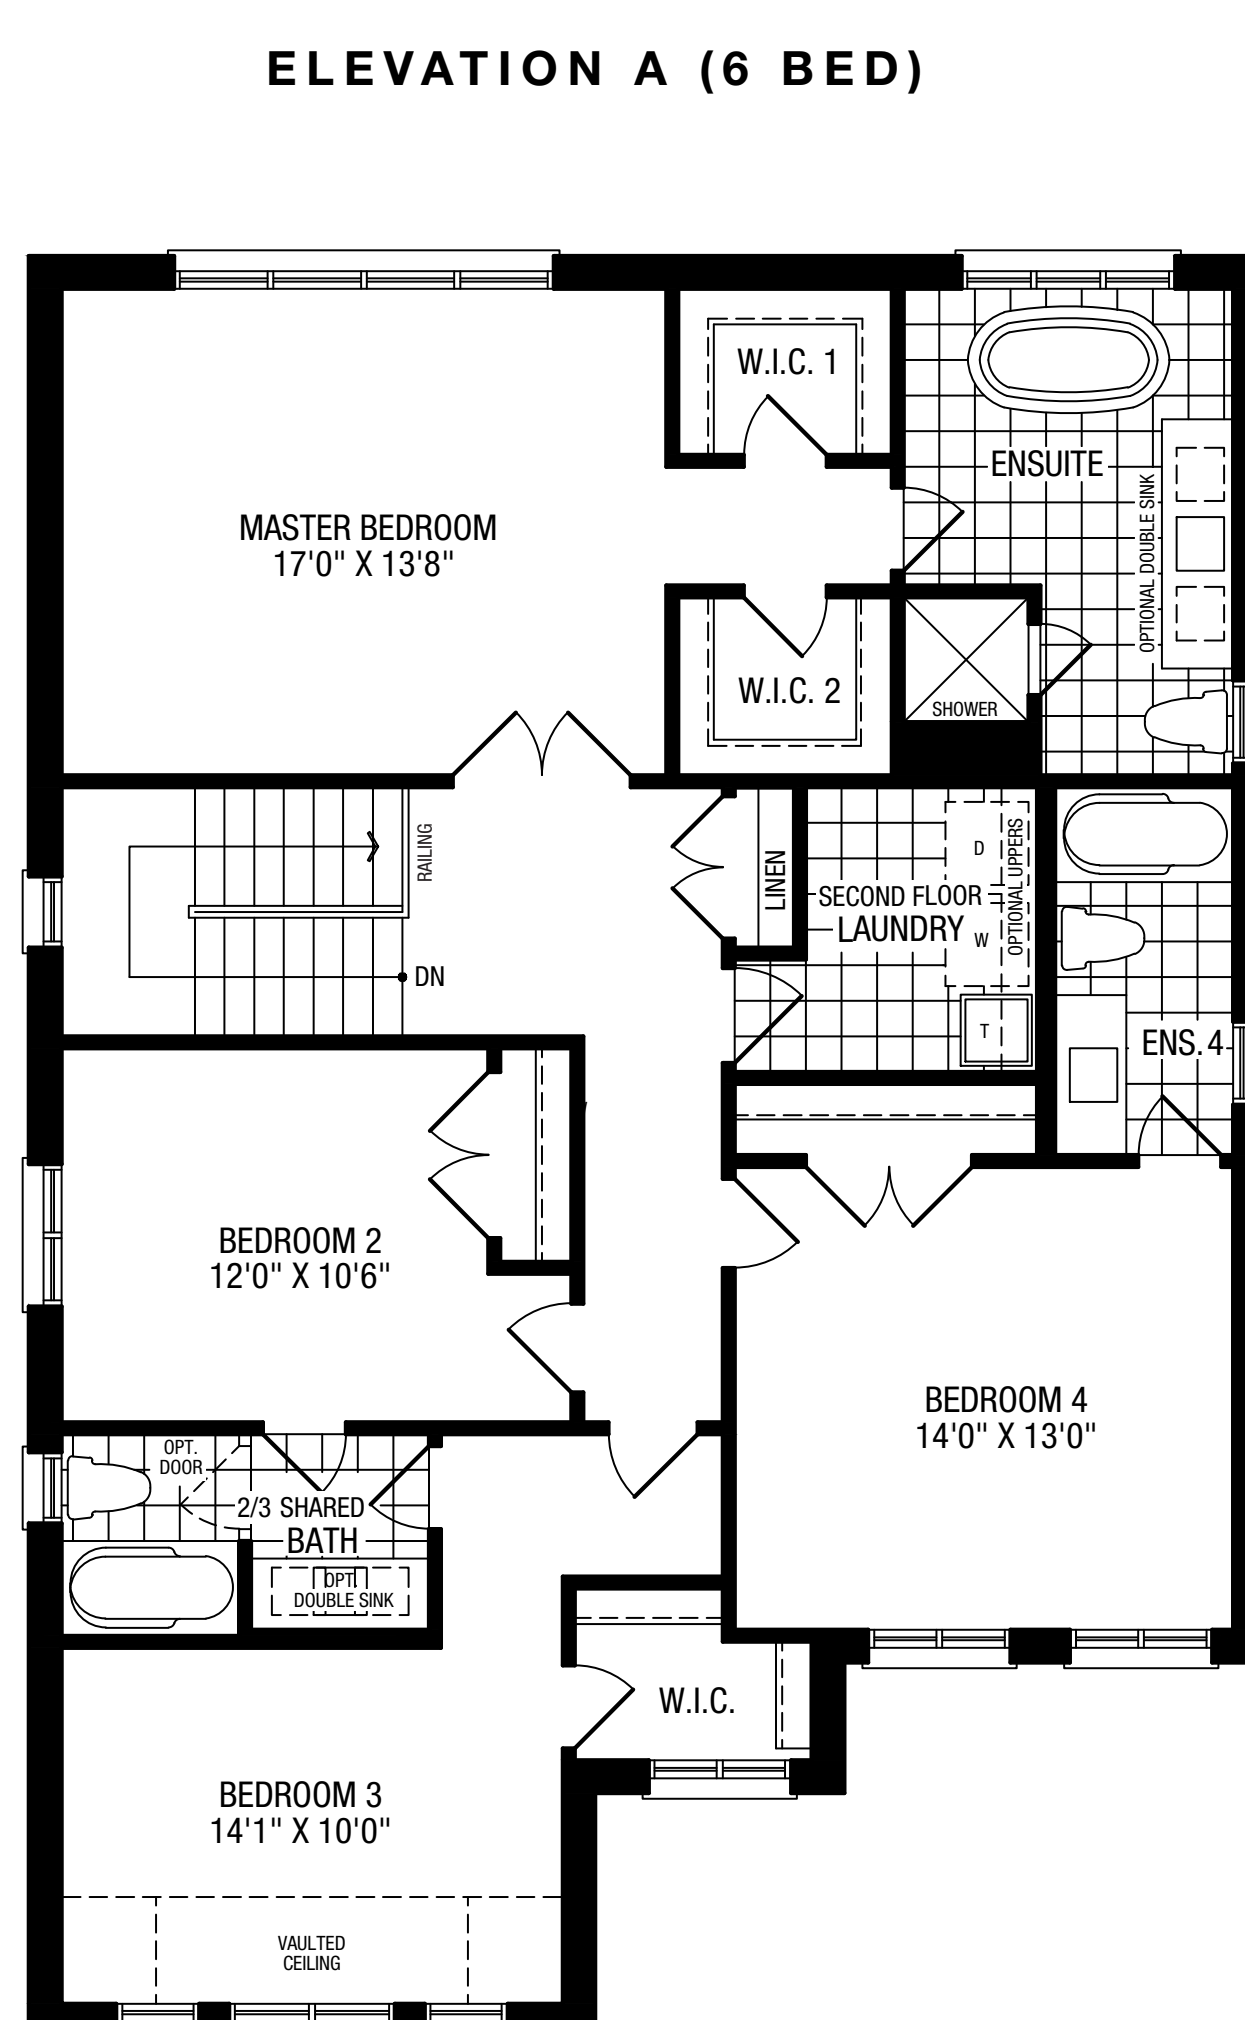 ELEVATION A (6 BED)
W.I.C. 1
ENSUITE
OPTIONAL DOUBLE SINK
MASTER BEDROOM
17'0" X 13'8"
W.I.C. 2
SHOWER
RAILING
DN
LINEN
D
OPTIONAL UPPERS
SECOND FLOOR
LAUNDRY
W
T
ENS. 4
BEDROOM 2
12'0" X 10'6"
BEDROOM 4
14'0" X 13'0"
OPT.
DOOR
2/3 SHARED
BATH
OPT.
DOUBLE SINK
W.I.C.
BEDROOM 3
14'1" X 10'0"
VAULTED
CEILING